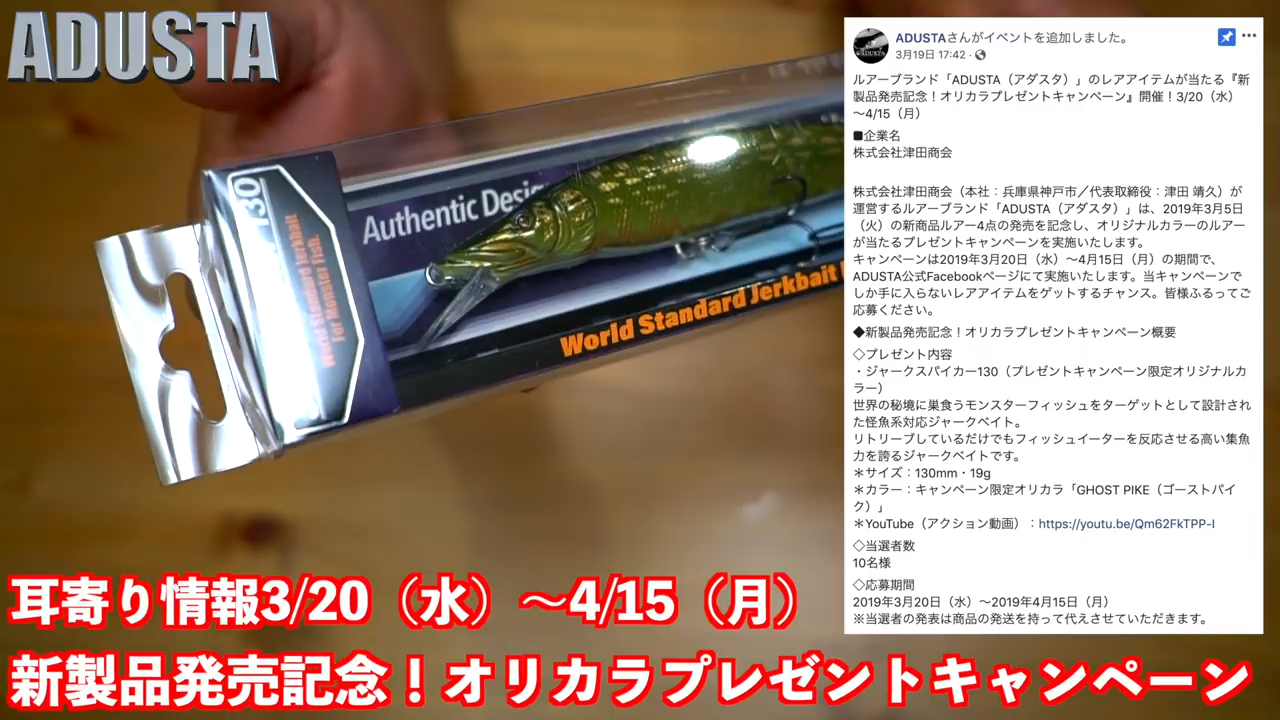 ADUSTA
ADUSTAさんがイベントを追加しました。
3月19日 17:42
ルアーブランド「ADUSTA（アダスタ）」のレアアイテムが当たる『新
製品発売記念！オリカラプレゼントキャンペーン』開催！3/20（水）
～4/15（月）
■企業名
株式会社津田商会
株式会社津田商会（本社：兵庫県神戸市／代表取締役：津田 靖久）が
運営するルアーブランド「ADUSTA（アダスタ）」は、2019年3月5日
（火）の新商品ルアー4点の発売を記念し、オリジナルカラーのルアー
が当たるプレゼントキャンペーンを実施いたします。
キャンペーンは2019年3月20日（水）～4月15日（月）の期間で、
ADUSTA公式Facebookページにて実施いたします。当キャンペーンで
しか手に入らないレアアイテムをゲットするチャンス。皆様ふるってご
応募ください。
◆新製品発売記念！オリカラプレゼントキャンペーン概要
◇プレゼント内容
・ジャークスパイカー130（プレゼントキャンペーン限定オリジナルカ
ラー）
世界の秘境に巣食うモンスターフィッシュをターゲットとして設計され
た怪魚系対応ジャークベイト。
リトリーブしているだけでもフィッシュイーターを反応させる高い集魚
力を誇るジャークベイトです。
＊サイズ：130mm・19g
＊カラー：キャンペーン限定オリカラ「GHOST PIKE（ゴーストパイ
ク）」
＊YouTube（アクション動画）：https://youtu.be/Qm62FkTPP-I
◇当選者数
10名様
◇応募期間
2019年3月20日（水）～2019年4月15日（月）
※当選者の発表は商品の発送を持って代えさせていただきます。
130
World Standard Jerkbait
For Monster Fish.
Authentic Desig
World Standard Jerkbait
耳寄り情報3/20（水）～4/15（月）
新製品発売記念！オリカラプレゼントキャンペーン